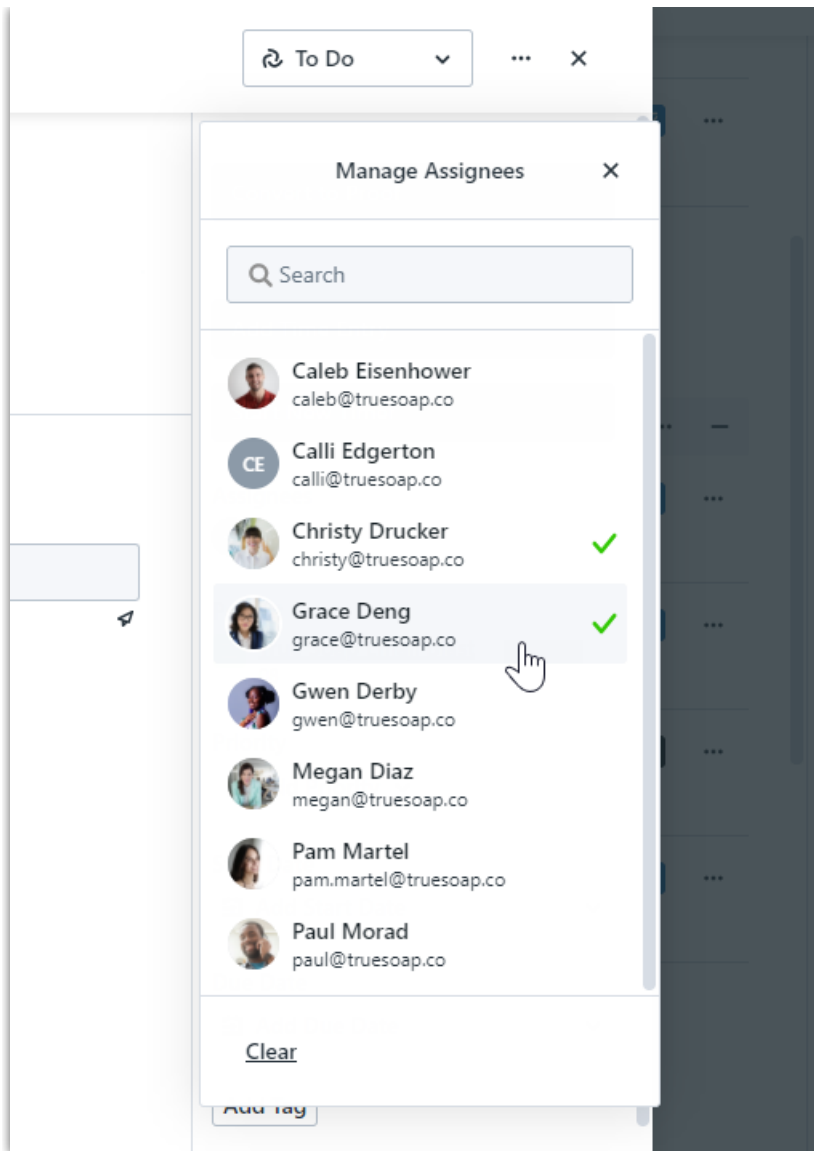 To Do
Manage Assignees
Search
Caleb Eisenhower
caleb@truesoap.co
CE
Calli Edgerton
calli@truesoap.co
Christy Drucker
christy@truesoap.co
Grace Deng
grace@truesoap.co
Gwen Derby
gwen@truesoap.co
Megan Diaz
megan@truesoap.co
Pam Martel
pam.martel@truesoap.co
Paul Morad
paul@truesoap.co
Clear
Add Tag